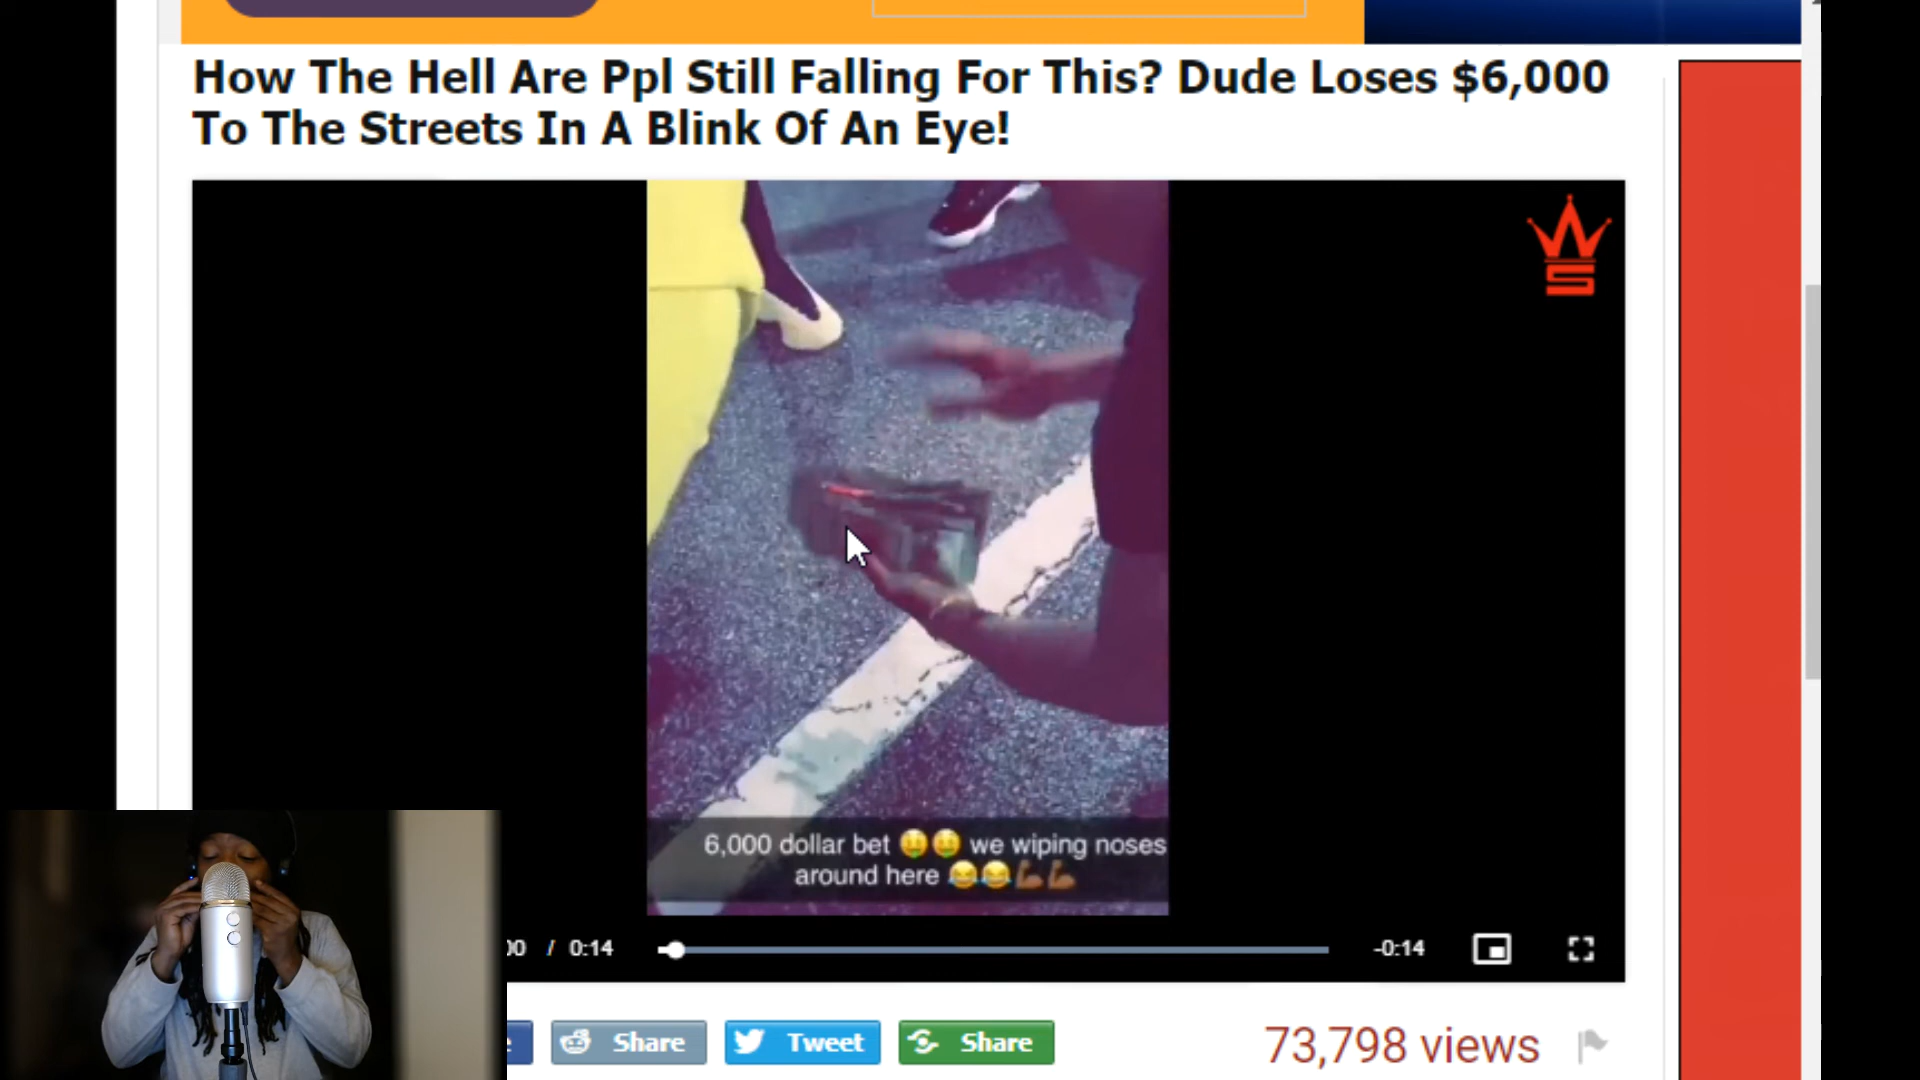 How The Hell Are Ppl Still Falling For This? Dude Loses $6,000
To The Streets In A Blink Of An Eye!
WS
6,000 dollar bet 🤑🤑 we wiping noses
around here 😂😂💪🏾💪🏾
/ 0:14
-0:14
Share
Tweet
Share
73,798 views